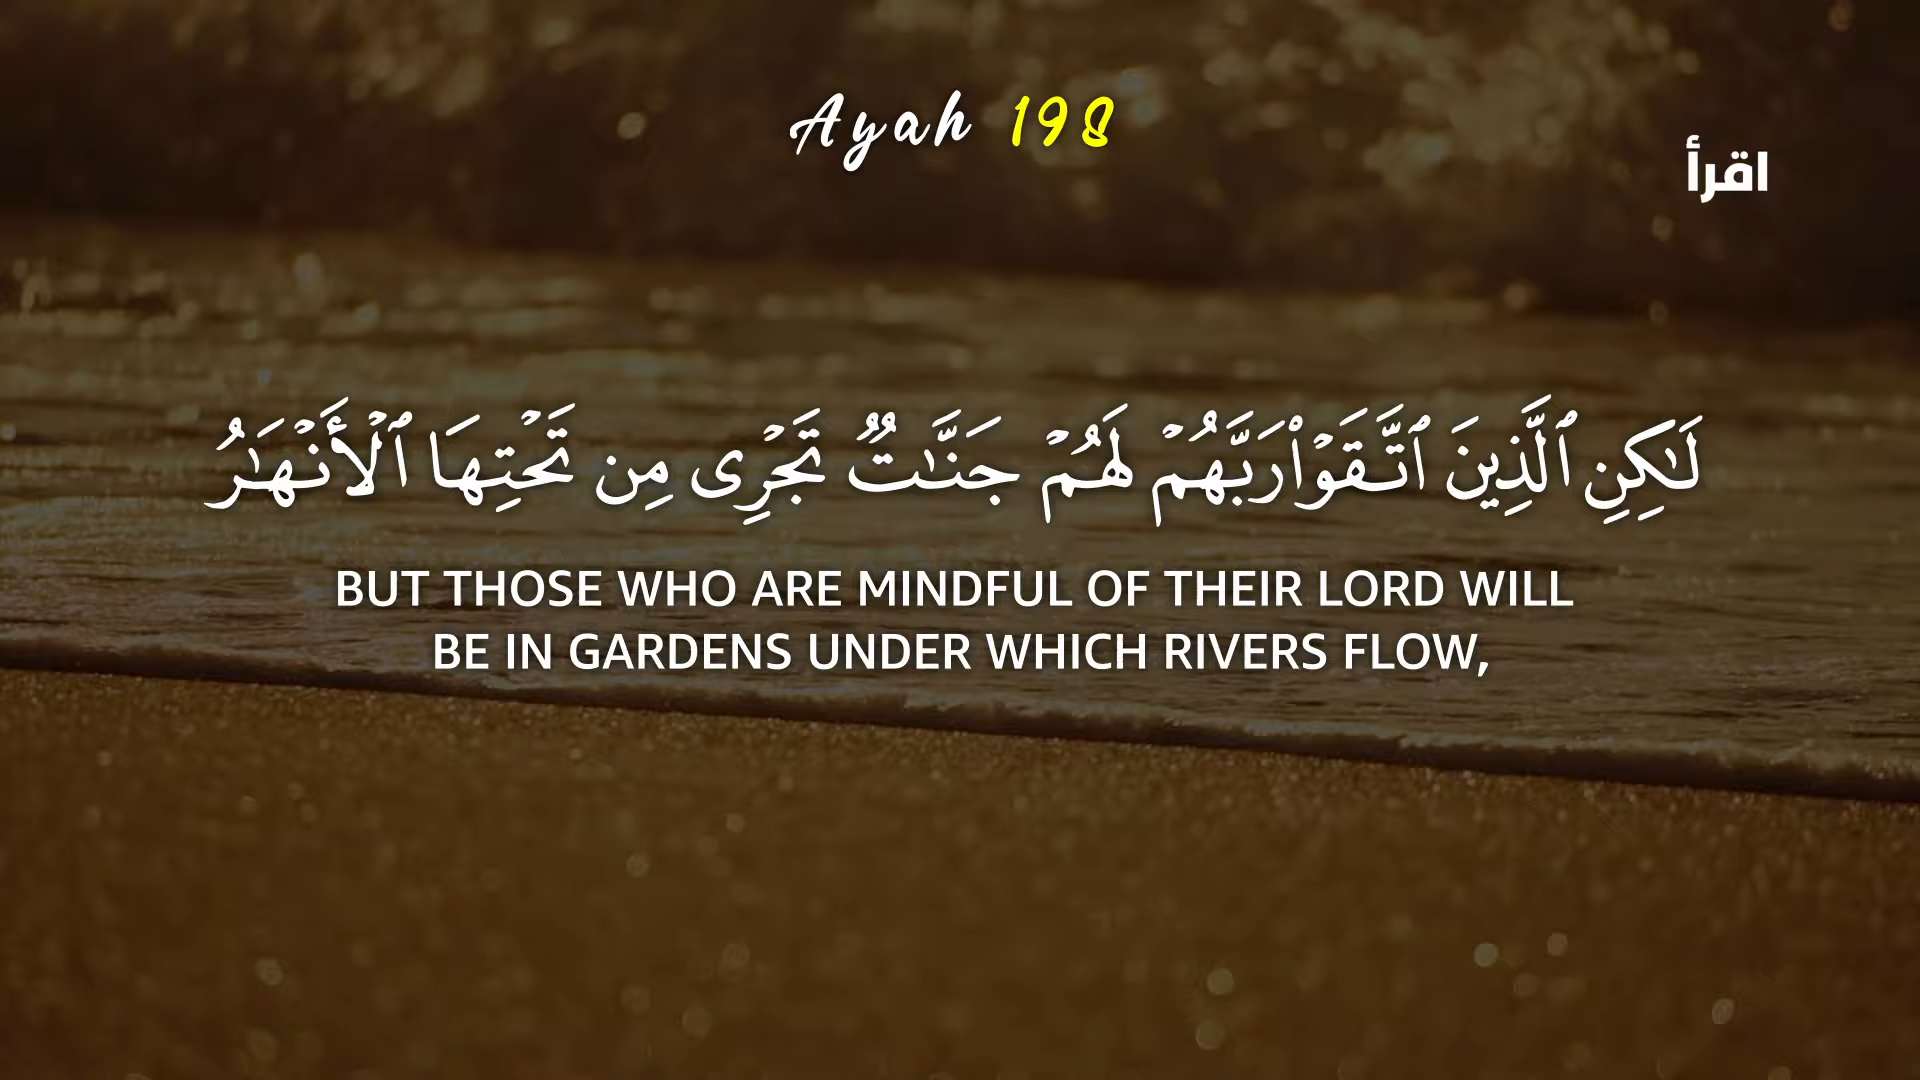 Ayah 198
اقرأ
لَٰكِنِ ٱلَّذِينَ ٱتَّقَوْا۟ رَبَّهُمْ لَهُمْ جَنَّٰتٌ تَجْرِى مِن تَحْتِهَا ٱلْأَنْهَٰرُ
BUT THOSE WHO ARE MINDFUL OF THEIR LORD WILL
BE IN GARDENS UNDER WHICH RIVERS FLOW,